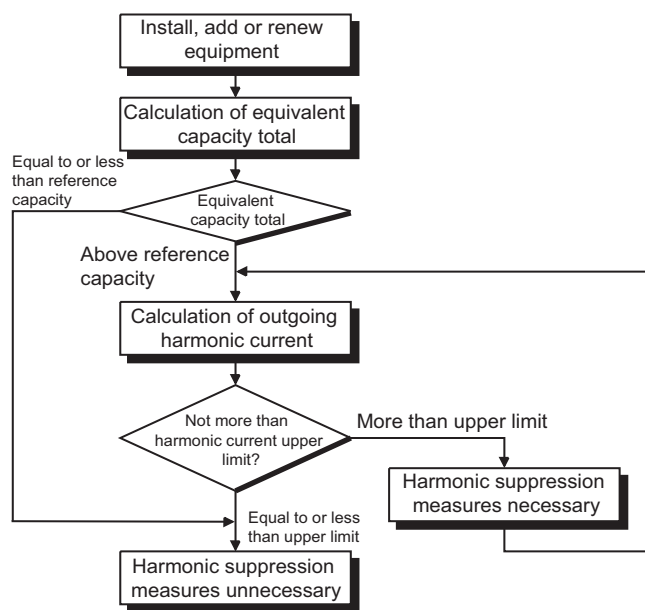 Install, add or renew
equipment
Calculation of equivalent
capacity total
Equal to or less
than reference
capacity
Equivalent
capacity total
Above reference
capacity
Calculation of outgoing
harmonic current
Not more than
harmonic current upper
limit?
More than upper limit
Harmonic suppression
measures necessary
Equal to or less
than upper limit
Harmonic suppression
measures unnecessary